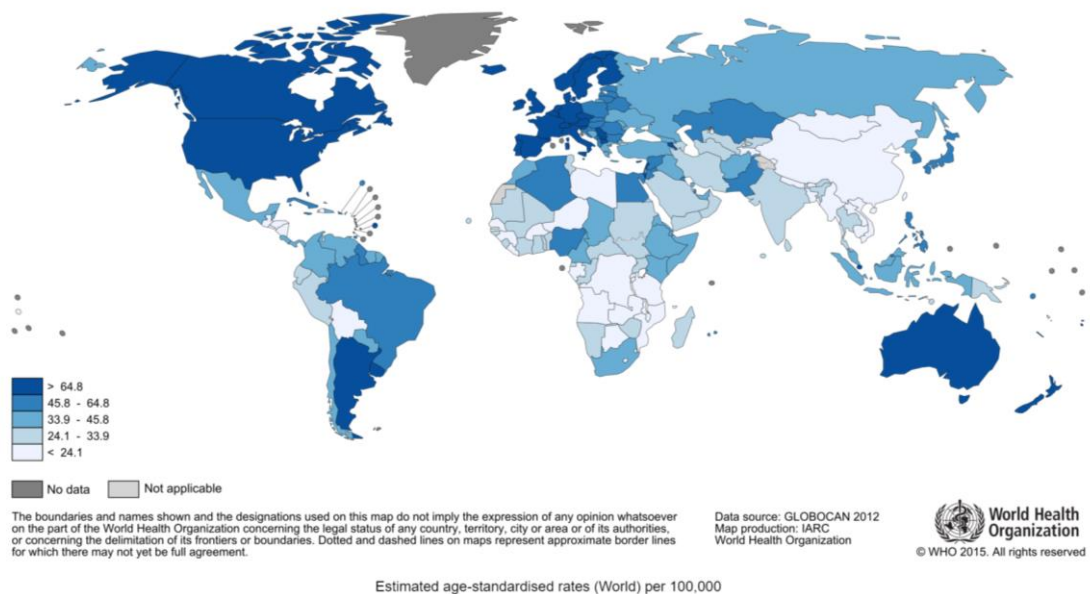 > 64.8
45.8 - 64.8
33.9 - 45.8
24.1 - 33.9
< 24.1
No data
Not applicable
The boundaries and names shown and the designations used on this map do not imply the expression of any opinion whatsoever
on the part of the World Health Organization concerning the legal status of any country, territory, city or area or of its authorities,
or concerning the delimitation of its frontiers or boundaries. Dotted and dashed lines on maps represent approximate border lines
for which there may not yet be full agreement.
Data source: GLOBOCAN 2012
Map production: IARC
World Health Organization
World Health
Organization
© WHO 2015. All rights reserved
Estimated age-standardised rates (World) per 100,000